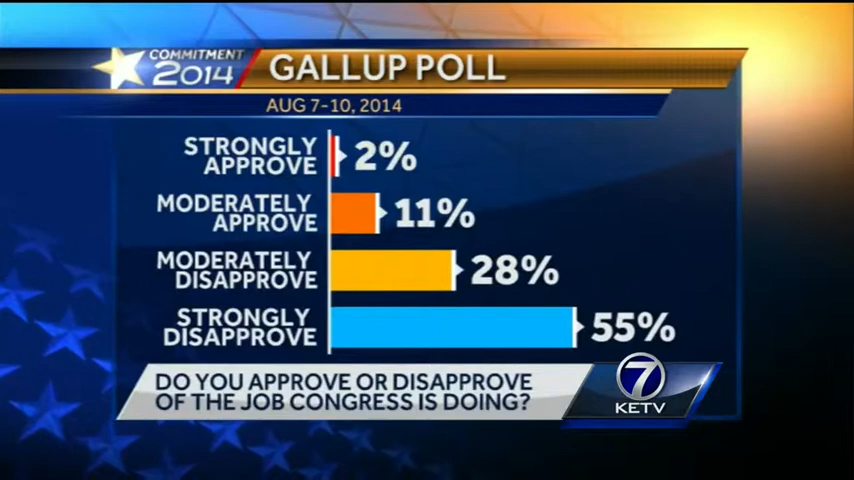 COMMITMENT
2014
GALLUP POLL
AUG 7-10, 2014
STRONGLY
APPROVE
2%
MODERATELY
APPROVE
11%
MODERATELY
DISAPPROVE
28%
STRONGLY
DISAPPROVE
55%
DO YOU APPROVE OR DISAPPROVE
OF THE JOB CONGRESS IS DOING?
7
KETV